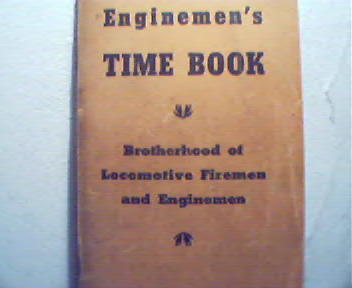 Enginemen's
TIME BOOK
Brotherhood of
Locomotive Firemen
and Enginemen